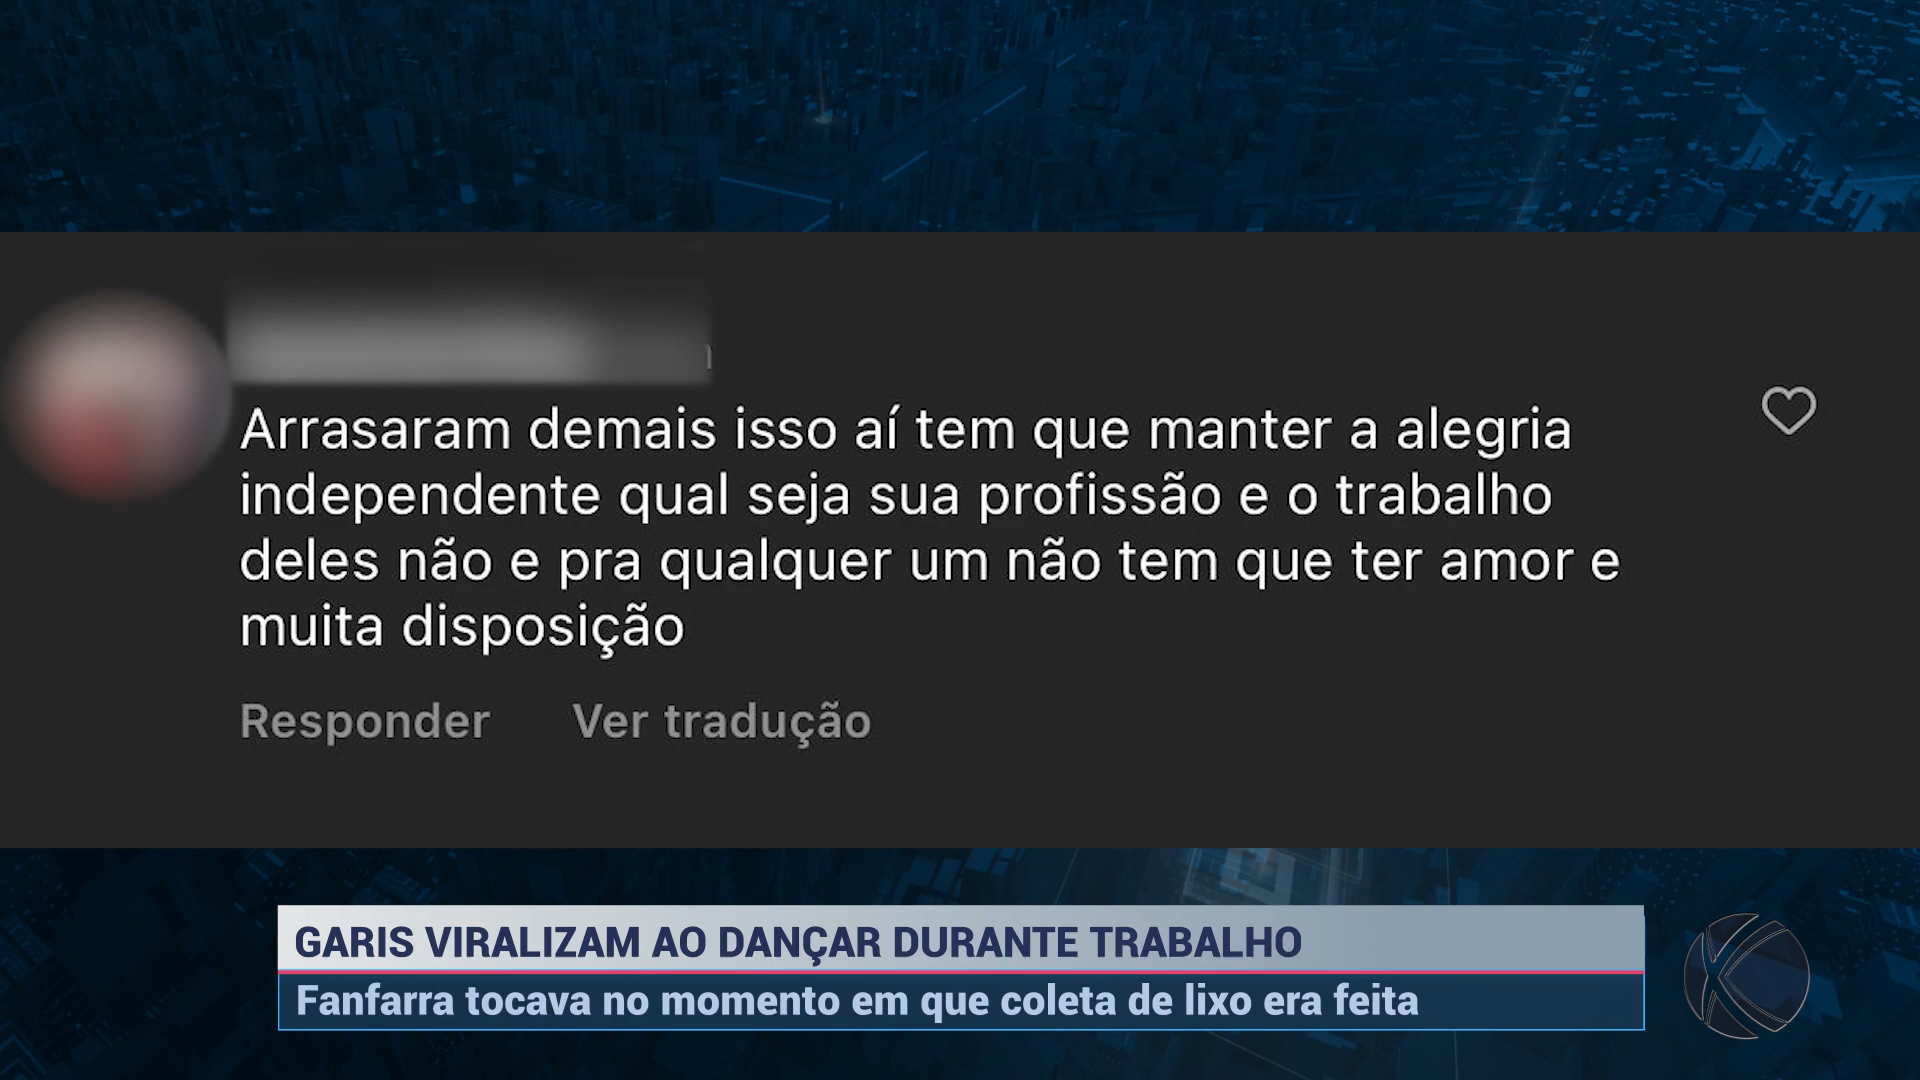 Arrasaram demais isso aí tem que manter a alegria
independente qual seja sua profissão e o trabalho
deles não e pra qualquer um não tem que ter amor e
muita disposição
Responder Ver tradução
GARIS VIRALIZAM AO DANÇAR DURANTE TRABALHO
Fanfarra tocava no momento em que coleta de lixo era feita